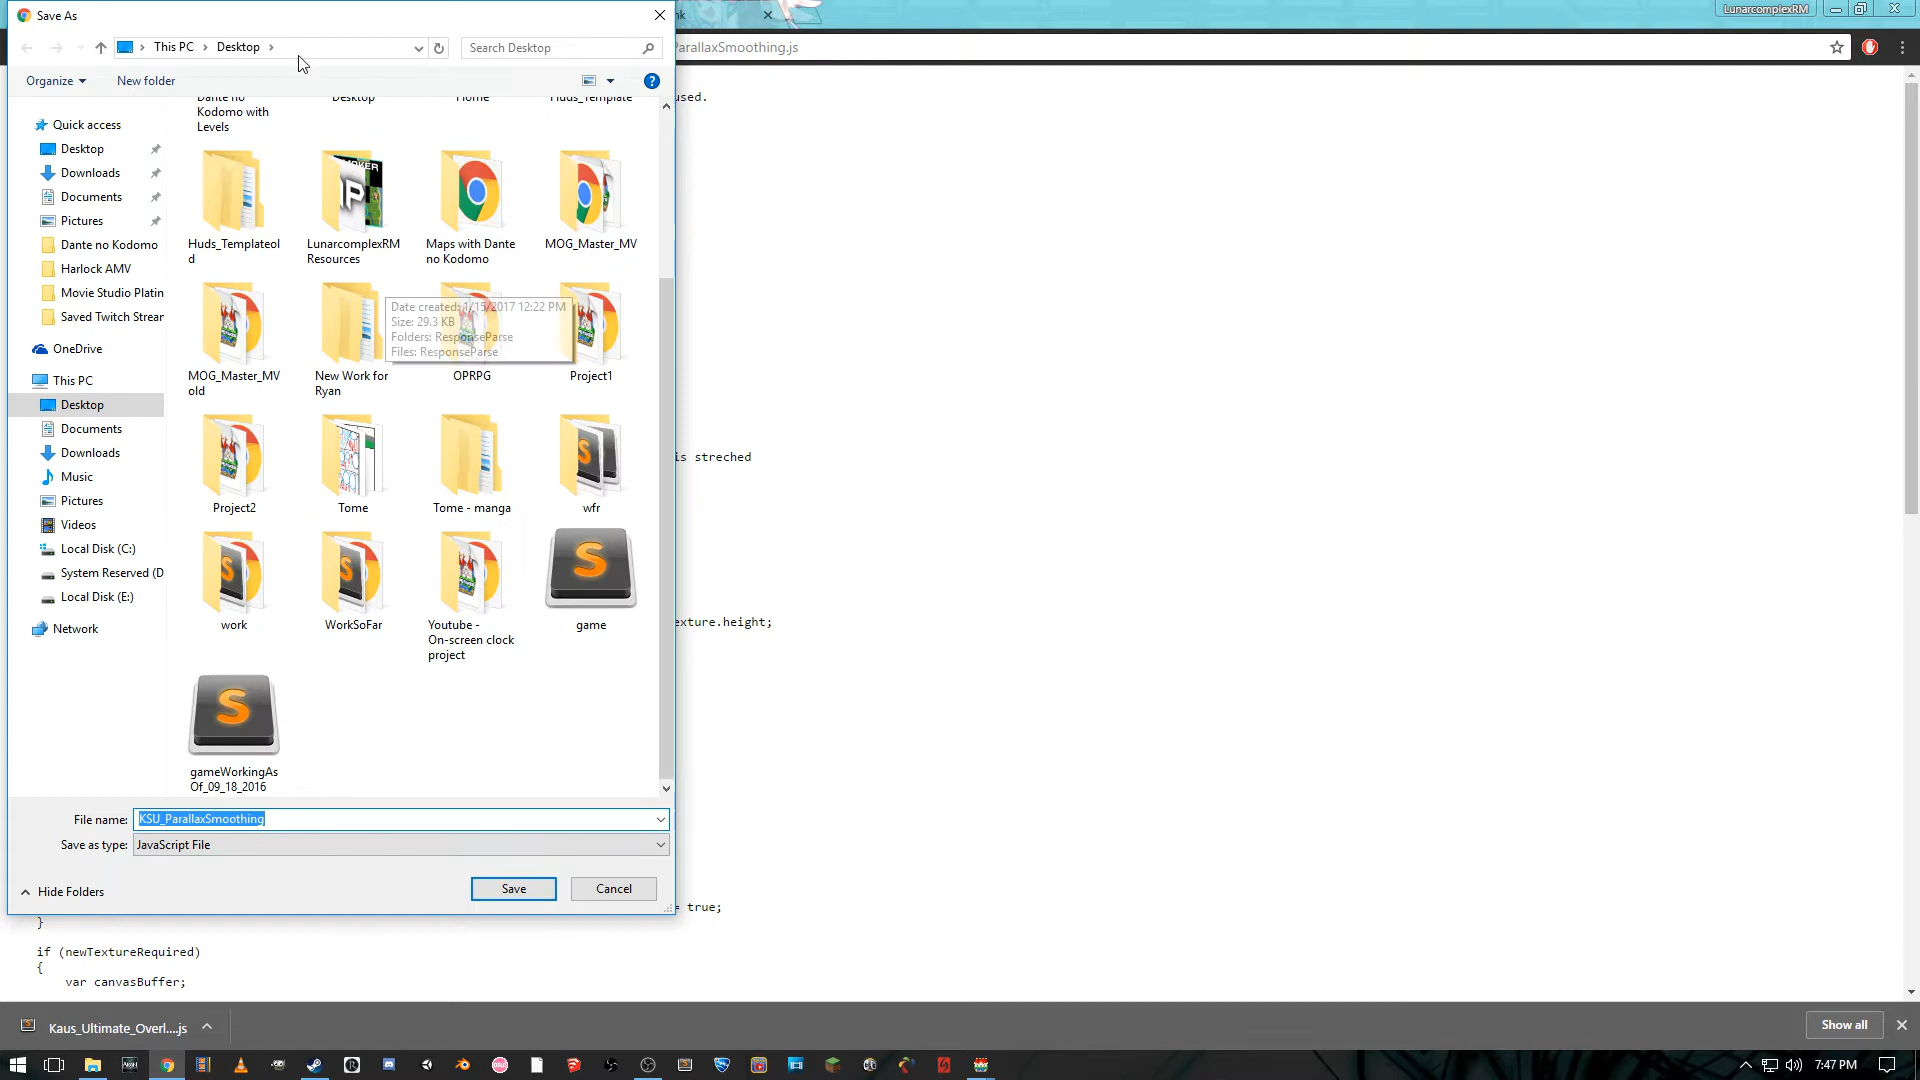 Save As
nk
LunarcomplexRM
This PC
Desktop
Search Desktop
ParallaxSmoothing.js
Organize
New folder
used.
Kodomo with
Levels
Desktop
Home
Huds_Template
Quick access
Desktop
Downloads
Documents
Pictures
Dante no Kodomo
Harlock AMV
Movie Studio Platin
Saved Twitch Strear
OneDrive
This PC
Desktop
Documents
Downloads
Music
Pictures
Videos
Local Disk (C:)
System Reserved (D
Local Disk (E:)
Network
Huds_Templateol
d
LunarcomplexRM
Resources
Maps with Dante
no Kodomo
MOG_Master_MV
Date created: 1/15/2017 12:22 PM
Size: 29.3 KB
Folders: ResponseParse
Files: ResponseParse
MOG_Master_MV
old
New Work for
Ryan
OPRPG
Project1
is streched
Project2
Tome
Tome - manga
wfr
work
WorkSoFar
Youtube -
On-screen clock
project
game
exture.height;
gameWorkingAs
Of_09_18_2016
File name:
KSU_ParallaxSmoothing
Save as type:
JavaScript File
Hide Folders
Save
Cancel
= true;
}
if (newTextureRequired)
{
var canvasBuffer;
Kaus_Ultimate_Overl....js
Show all
7:47 PM